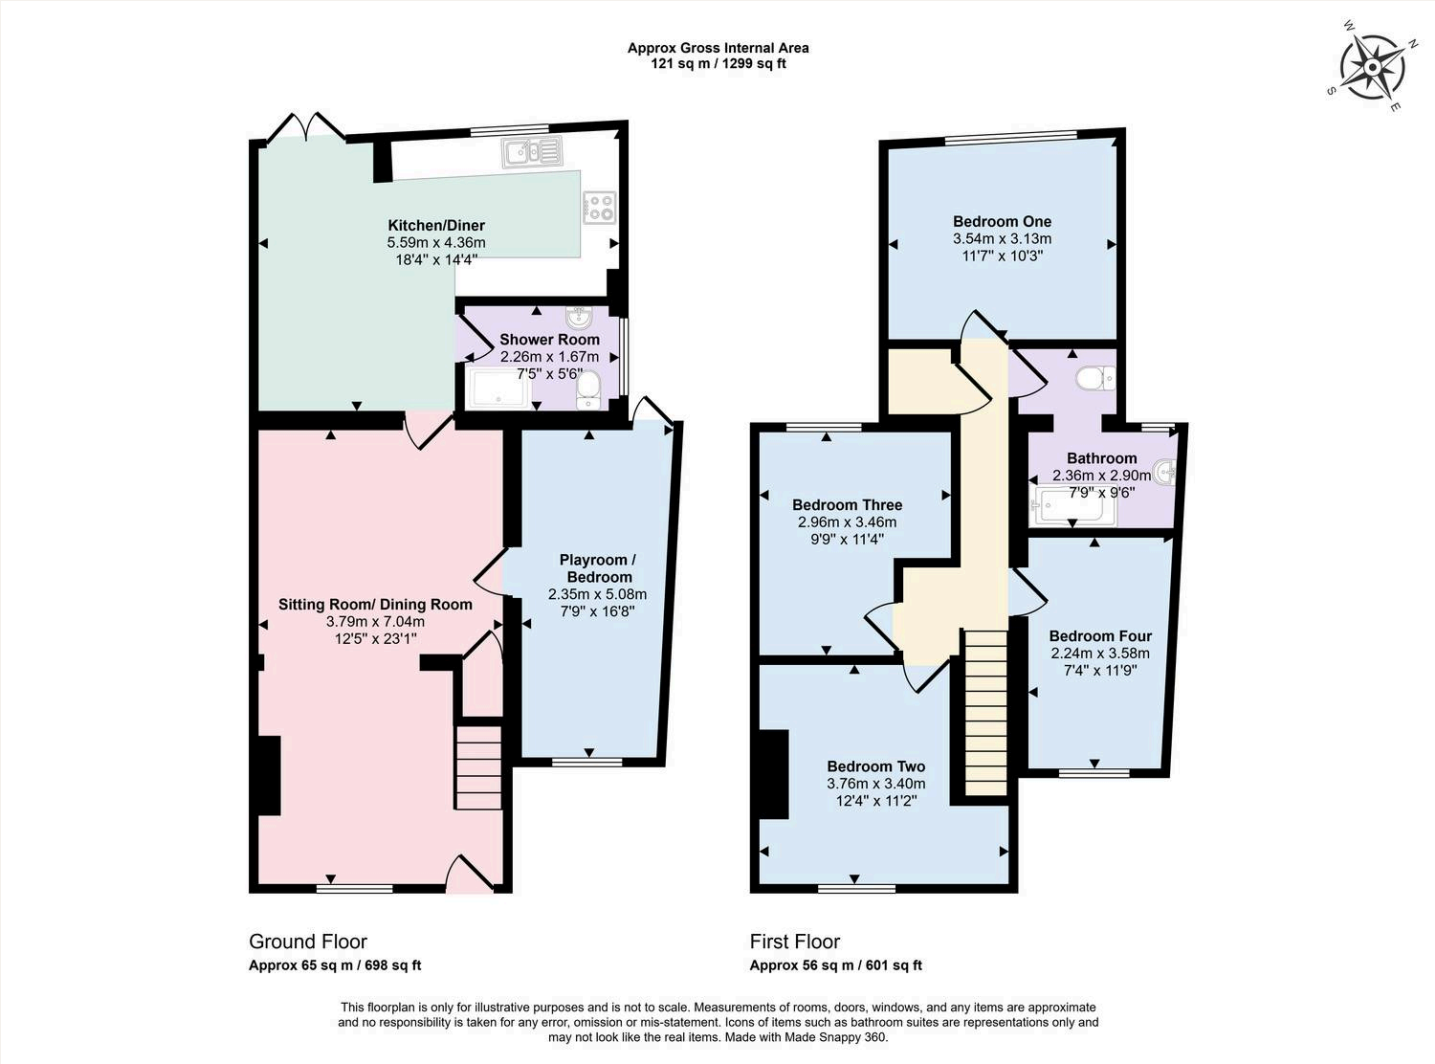 Approx Gross Internal Area
121 sq m / 1299 sq ft
W
N
S
E
Kitchen/Diner
5.59m x 4.36m
18'4" x 14'4"
Shower Room
2.26m x 1.67m
7'5" x 5'6"
Sitting Room/ Dining Room
3.79m x 7.04m
12'5" x 23'1"
Playroom /
Bedroom
2.35m x 5.08m
7'9" x 16'8"
Bedroom One
3.54m x 3.13m
11'7" x 10'3"
Bathroom
2.36m x 2.90m
7'9" x 9'6"
Bedroom Three
2.96m x 3.46m
9'9" x 11'4"
Bedroom Four
2.24m x 3.58m
7'4" x 11'9"
Bedroom Two
3.76m x 3.40m
12'4" x 11'2"
Ground Floor
Approx 65 sq m / 698 sq ft
First Floor
Approx 56 sq m / 601 sq ft
This floorplan is only for illustrative purposes and is not to scale. Measurements of rooms, doors, windows, and any items are approximate
and no responsibility is taken for any error, omission or mis-statement. Icons of items such as bathroom suites are representations only and
may not look like the real items. Made with Made Snappy 360.